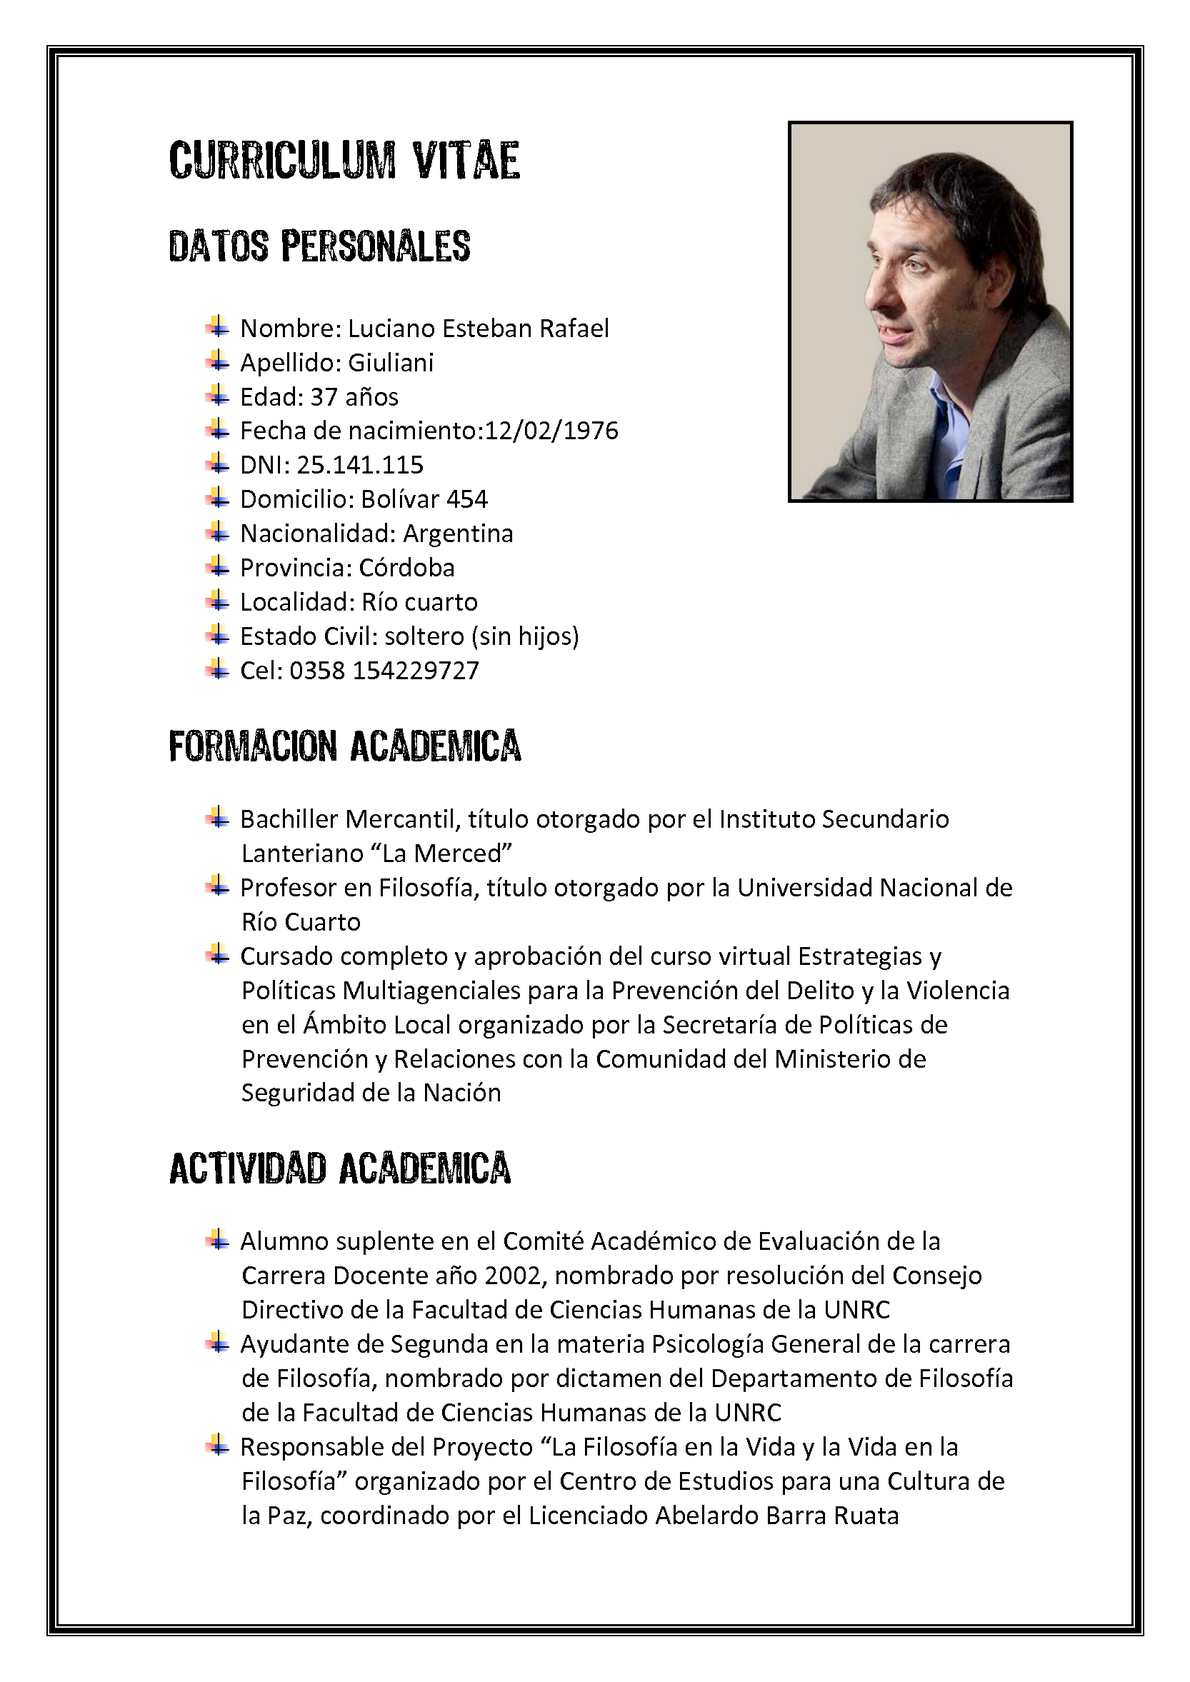 CURRICULUM VITAE
DATOS PERSONALES
Nombre: Luciano Esteban Rafael
Apellido: Giuliani
Edad: 37 años
Fecha de nacimiento:12/02/1976
DNI: 25.141.115
Domicilio: Bolívar 454
Nacionalidad: Argentina
Provincia: Córdoba
Localidad: Río cuarto
Estado Civil: soltero (sin hijos)
Cel: 0358 154229727
FORMACION ACADEMICA
Bachiller Mercantil, título otorgado por el Instituto Secundario
Lanteriano “La Merced”
Profesor en Filosofía, título otorgado por la Universidad Nacional de
Río Cuarto
Cursado completo y aprobación del curso virtual Estrategias y
Políticas Multiagenciales para la Prevención del Delito y la Violencia
en el Ámbito Local organizado por la Secretaría de Políticas de
Prevención y Relaciones con la Comunidad del Ministerio de
Seguridad de la Nación
ACTIVIDAD ACADEMICA
Alumno suplente en el Comité Académico de Evaluación de la
Carrera Docente año 2002, nombrado por resolución del Consejo
Directivo de la Facultad de Ciencias Humanas de la UNRC
Ayudante de Segunda en la materia Psicología General de la carrera
de Filosofía, nombrado por dictamen del Departamento de Filosofía
de la Facultad de Ciencias Humanas de la UNRC
Responsable del Proyecto “La Filosofía en la Vida y la Vida en la
Filosofía” organizado por el Centro de Estudios para una Cultura de
la Paz, coordinado por el Licenciado Abelardo Barra Ruata